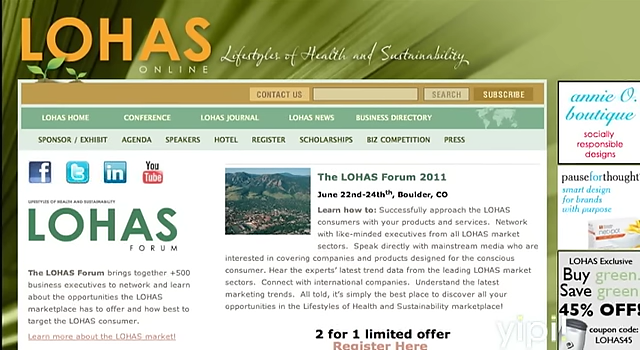 LOHAS
ONLINE
Lifestyles of Health and Sustainability
CONTACT US
SEARCH
SUBSCRIBE
LOHAS HOME
CONFERENCE
LOHAS JOURNAL
LOHAS NEWS
BUSINESS DIRECTORY
SPONSOR / EXHIBIT
AGENDA
SPEAKERS
HOTEL
REGISTER
SCHOLARSHIPS
BIZ COMPETITION
PRESS
f
t
in
You
Tube
LIFESTYLES OF HEALTH AND SUSTAINABILITY
LOHAS
FORUM
The LOHAS Forum brings together +500
business executives to network and learn
about the opportunities the LOHAS
marketplace has to offer and how best to
target the LOHAS consumer.
Learn more about the LOHAS market!
The LOHAS Forum 2011
June 22nd-24thth, Boulder, CO
Learn how to: Successfully approach the LOHAS
consumers with your products and services. Network
with like-minded executives from all LOHAS market
sectors. Speak directly with mainstream media who are
interested in covering companies and products designed for the conscious
consumer. Hear the experts' latest trend data from the leading LOHAS market
sectors. Connect with international companies. Understand the latest
marketing trends. All told, it's simply the best place to discover all your
opportunities in the Lifestyles of Health and Sustainability marketplace!
2 for 1 limited offer
Register Here
annie O.
boutique
socially
responsible
designs
pauseforthought
smart design
for brands
with purpose
LOHAS Exclusive
Buy green.
Save green
45% OFF!
coupon code:
LOHAS45